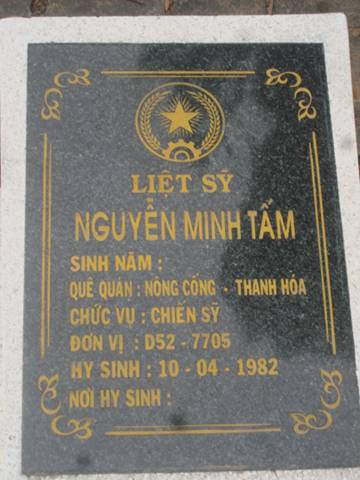 LIỆT SỸ
NGUYỄN MINH TẨM
SINH NĂM :
QUÊ QUÁN : NÔNG CỐNG - THANH HÓA
CHỨC VỤ : CHIẾN SỸ
ĐƠN VỊ : D52 - 7705
HY SINH : 10 - 04 - 1982
NƠI HY SINH :